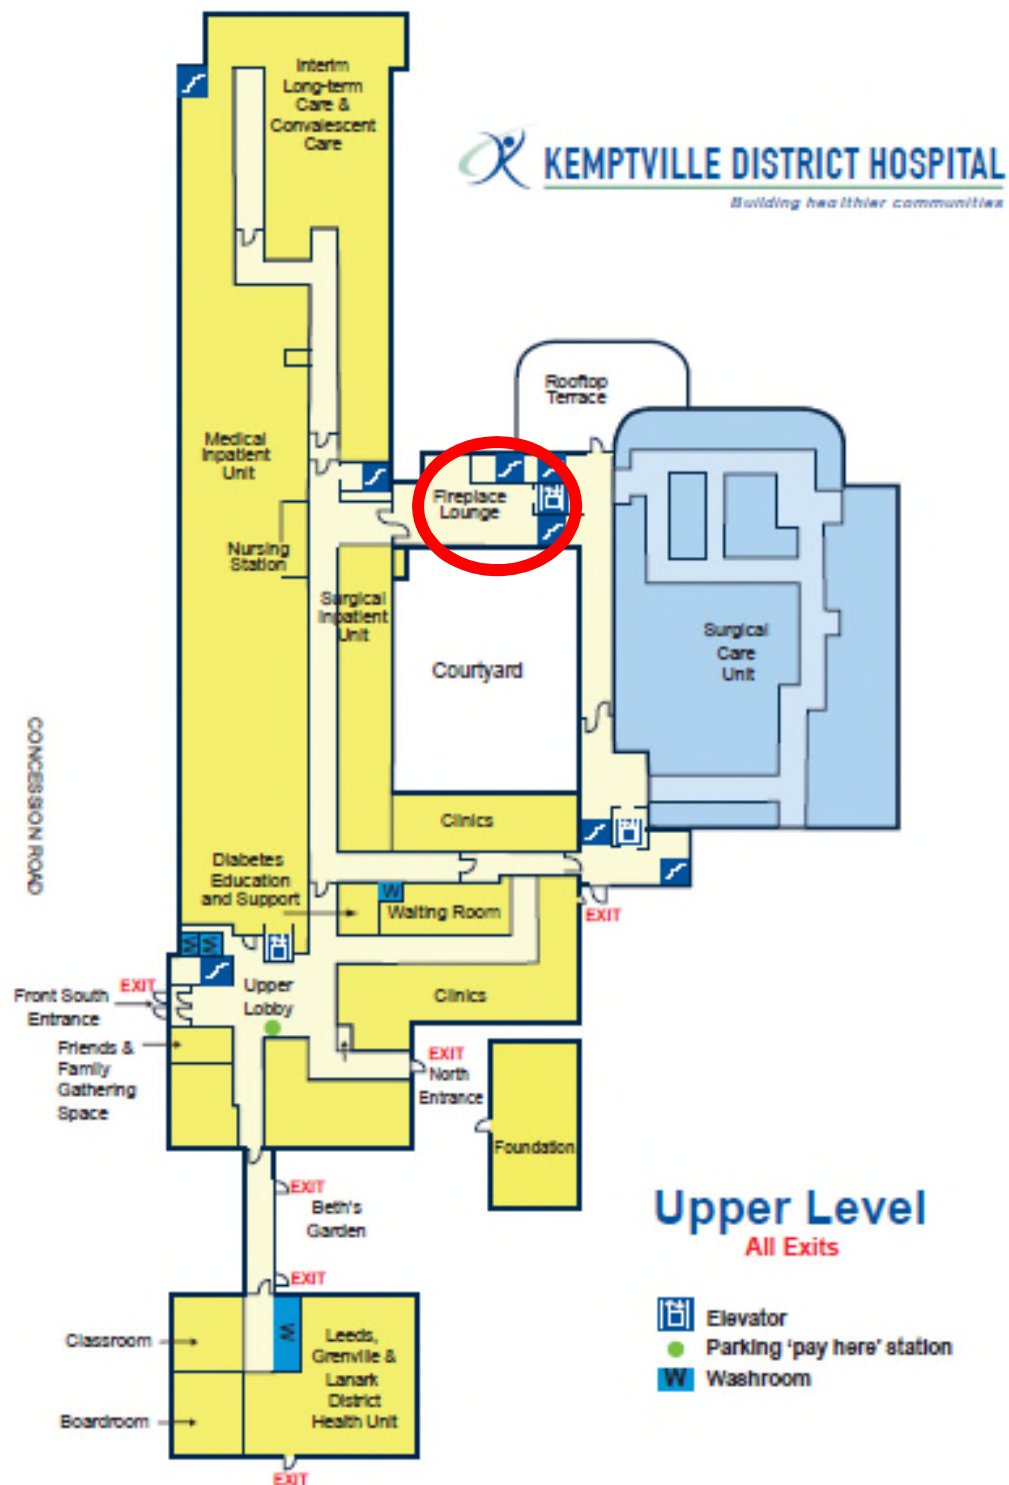 Interim
Long-term
Care &
Convalescent
Care
KEMPTVILLE DISTRICT HOSPITAL
Building healthier communities
Rooftop
Terrace
Medical
Inpatient
Unit
Fireplace
Lounge
Nursing
Station
Surgical
Inpatient
Unit
Surgical
Care
Unit
Courtyard
CONCESSION ROAD
Clinics
Diabetes
Education
and Support
W
Waiting Room
EXIT
W W
EXIT
Front South
Entrance
Upper
Lobby
Clinics
Friends &
Family
Gathering
Space
EXIT
North
Entrance
Foundation
EXIT
Beth's
Garden
EXIT
Upper Level
All Exits
Elevator
Parking 'pay here' station
W Washroom
Classroom
W
Leeds,
Grenville &
Lanark
District
Health Unit
Boardroom
EXIT